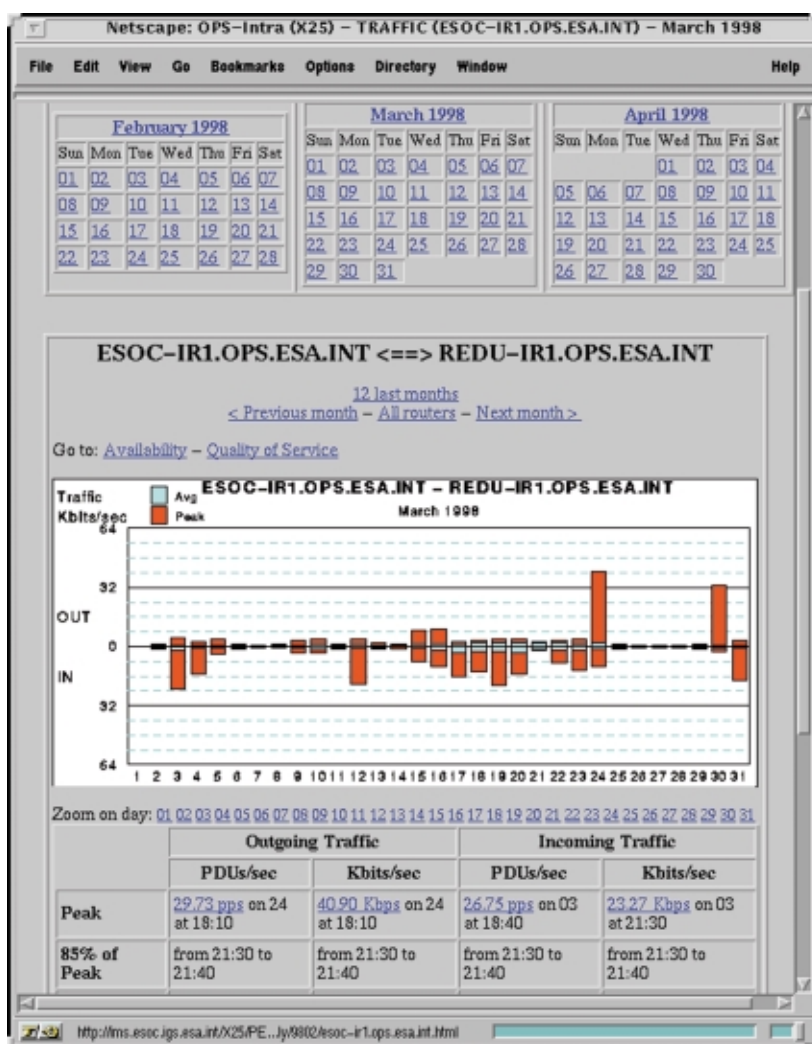 Netscape: OPS-Intra (X25) - TRAFFIC (ESOC-IR1.OPS.ESA.INT) - March 1998
File Edit View Go Bookmarks Options Directory Window Help
February 1998
Sun Mon Tue Wed Thu Fri Sat
01 02 03 04 05 06 07
08 09 10 11 12 13 14
15 16 17 18 19 20 21
22 23 24 25 26 27 28
March 1998
Sun Mon Tue Wed Thu Fri Sat
01 02 03 04 05 06 07
08 09 10 11 12 13 14
15 16 17 18 19 20 21
22 23 24 25 26 27 28
29 30 31
April 1998
Sun Mon Tue Wed Thu Fri Sat
01 02 03 04
05 06 07 08 09 10 11
12 13 14 15 16 17 18
19 20 21 22 23 24 25
26 27 28 29 30
ESOC-IR1.OPS.ESA.INT <==> REDU-IR1.OPS.ESA.INT
12 last months
< Previous month - All routers - Next month >
Go to: Availability - Quality of Service
Traffic Avg ESOC-IR1.OPS.ESA.INT - REDU-IR1.OPS.ESA.INT
Kbits/sec Peak March 1998
64
32
OUT
0
IN
32
64
1 2 3 4 5 6 7 8 9 10 11 12 13 14 15 16 17 18 19 20 21 22 23 24 25 26 27 28 29 30 31
Zoom on day: 01 02 03 04 05 06 07 08 09 10 11 12 13 14 15 16 17 18 19 20 21 22 23 24 25 26 27 28 29 30 31
Outgoing Traffic Incoming Traffic
PDUs/sec Kbits/sec PDUs/sec Kbits/sec
Peak 29.73 pps on 24 at 18:10 40.90 Kbps on 24 at 18:10 26.75 pps on 03 at 18:40 23.27 Kbps on 03 at 21:30
85% of Peak from 21:30 to 21:40 from 21:30 to 21:40 from 21:30 to 21:40 from 21:30 to 21:40
http://ms.esoc.igs.esa.int/X25/PE...ly/9802/esoc-ir1.ops.esa.int.html